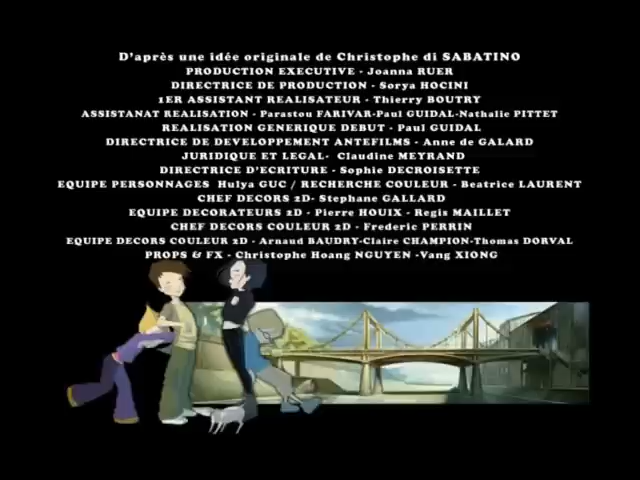 D'après une idée originale de Christophe di SABATINO
PRODUCTION EXECUTIVE - Joanna RUER
DIRECTRICE DE PRODUCTION - Sorya HOCINI
1ER ASSISTANT REALISATEUR - Thierry BOUTRY
ASSISTANAT REALISATION - Parastou FARIVAR-Paul GUIDAL-Nathalie PITTET
REALISATION GENERIQUE DEBUT - Paul GUIDAL
DIRECTRICE DE DEVELOPPEMENT ANTEFILMS - Anne de GALARD
JURIDIQUE ET LEGAL- Claudine MEYRAND
DIRECTRICE D'ECRITURE - Sophie DECROISETTE
EQUIPE PERSONNAGES Hulya GUC / RECHERCHE COULEUR - Beatrice LAURENT
CHEF DECORS 2D- Stephane GALLARD
EQUIPE DECORATEURS 2D - Pierre HOUIX - Regis MAILLET
CHEF DECORS COULEUR 2D - Frederic PERRIN
EQUIPE DECORS COULEUR 2D - Arnaud BAUDRY-Claire CHAMPION-Thomas DORVAL
PROPS & FX - Christophe Hoang NGUYEN -Vang XIONG